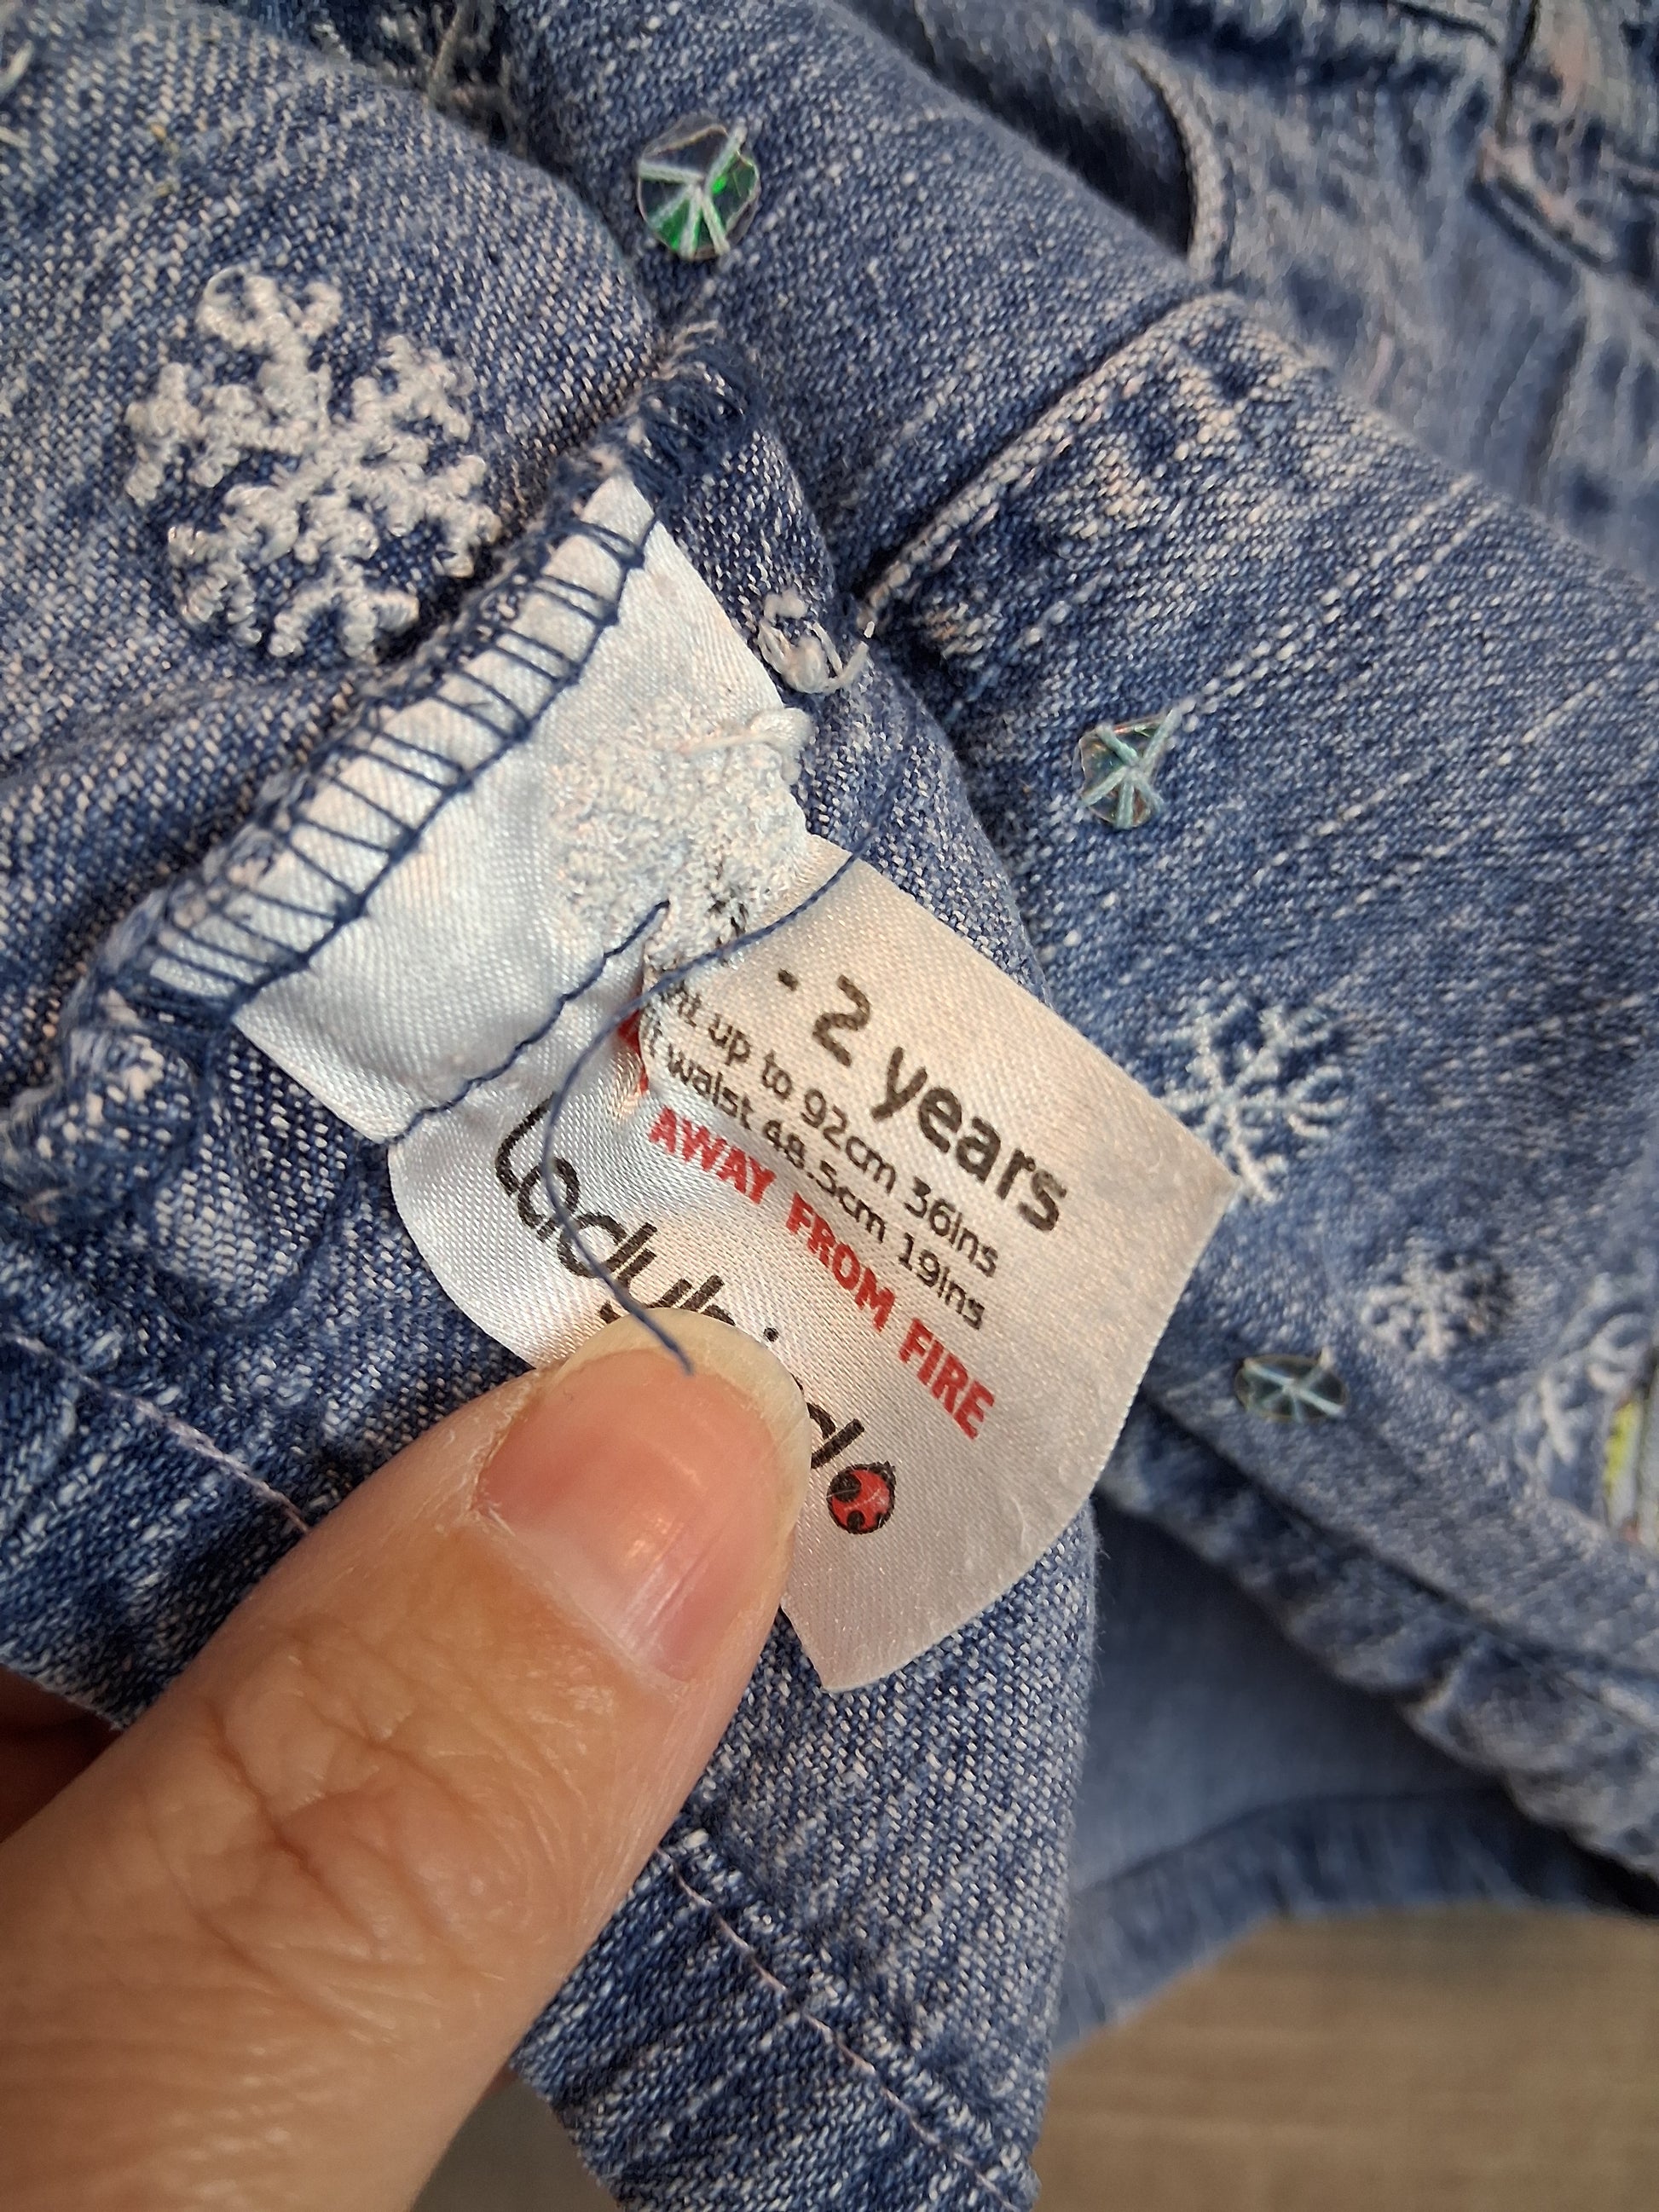 - 2 years
up to 92cm 36ins
waist 48.5cm 19ins
AWAY FROM FIRE